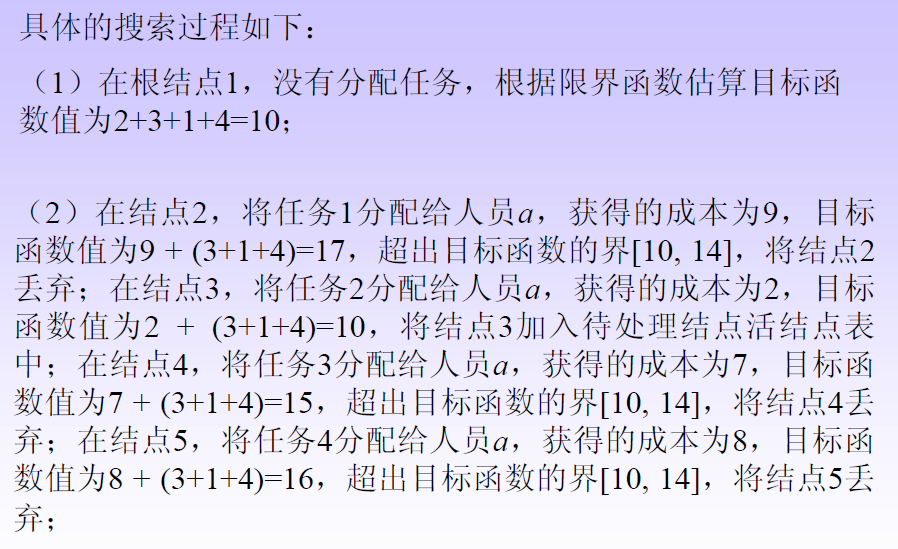 具体的搜索过程如下：
（1）在根结点1，没有分配任务，根据限界函数估算目标函
数值为2+3+1+4=10；
（2）在结点2，将任务1分配给人员a，获得的成本为9，目标
函数值为9 + (3+1+4)=17，超出目标函数的界[10, 14]，将结点2
丢弃；在结点3，将任务2分配给人员a，获得的成本为2，目标
函数值为2 + (3+1+4)=10，将结点3加入待处理结点活结点表
中；在结点4，将任务3分配给人员a，获得的成本为7，目标函
数值为7 + (3+1+4)=15，超出目标函数的界[10, 14]，将结点4丢
弃；在结点5，将任务4分配给人员a，获得的成本为8，目标函
数值为8 + (3+1+4)=16，超出目标函数的界[10, 14]，将结点5丢
弃；